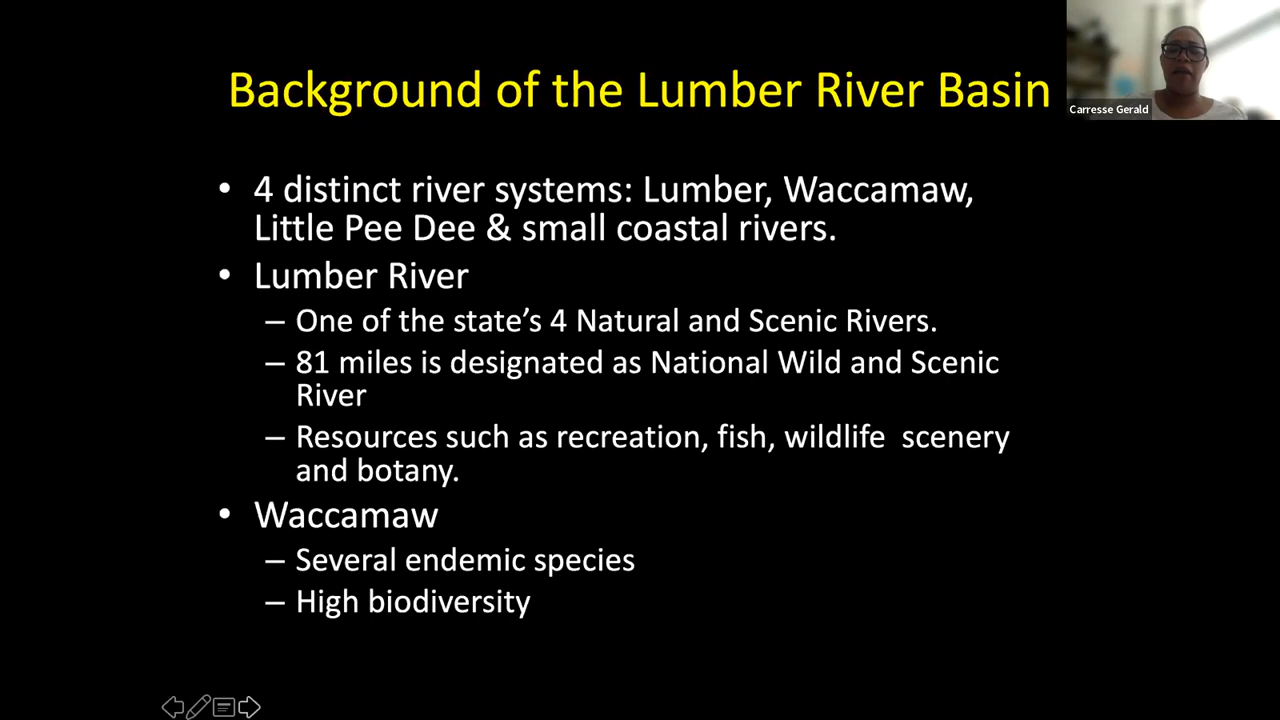 Background of the Lumber River Basin
Carresse Gerald
• 4 distinct river systems: Lumber, Waccamaw,
Little Pee Dee & small coastal rivers.
• Lumber River
– One of the state’s 4 Natural and Scenic Rivers.
– 81 miles is designated as National Wild and Scenic
River
– Resources such as recreation, fish, wildlife  scenery
and botany.
• Waccamaw
– Several endemic species
– High biodiversity